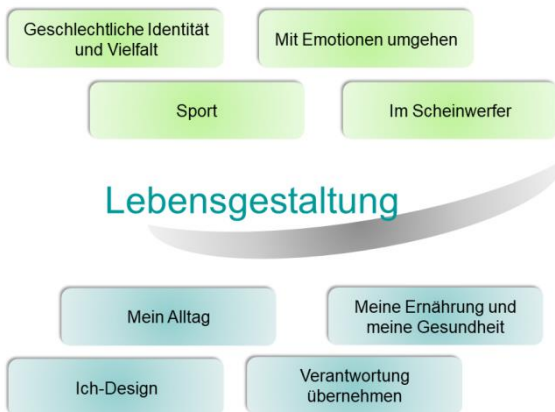 Geschlechtliche Identität
und Vielfalt
Mit Emotionen umgehen
Sport
Im Scheinwerfer
Lebensgestaltung
Mein Alltag
Meine Ernährung und
meine Gesundheit
Ich-Design
Verantwortung
übernehmen